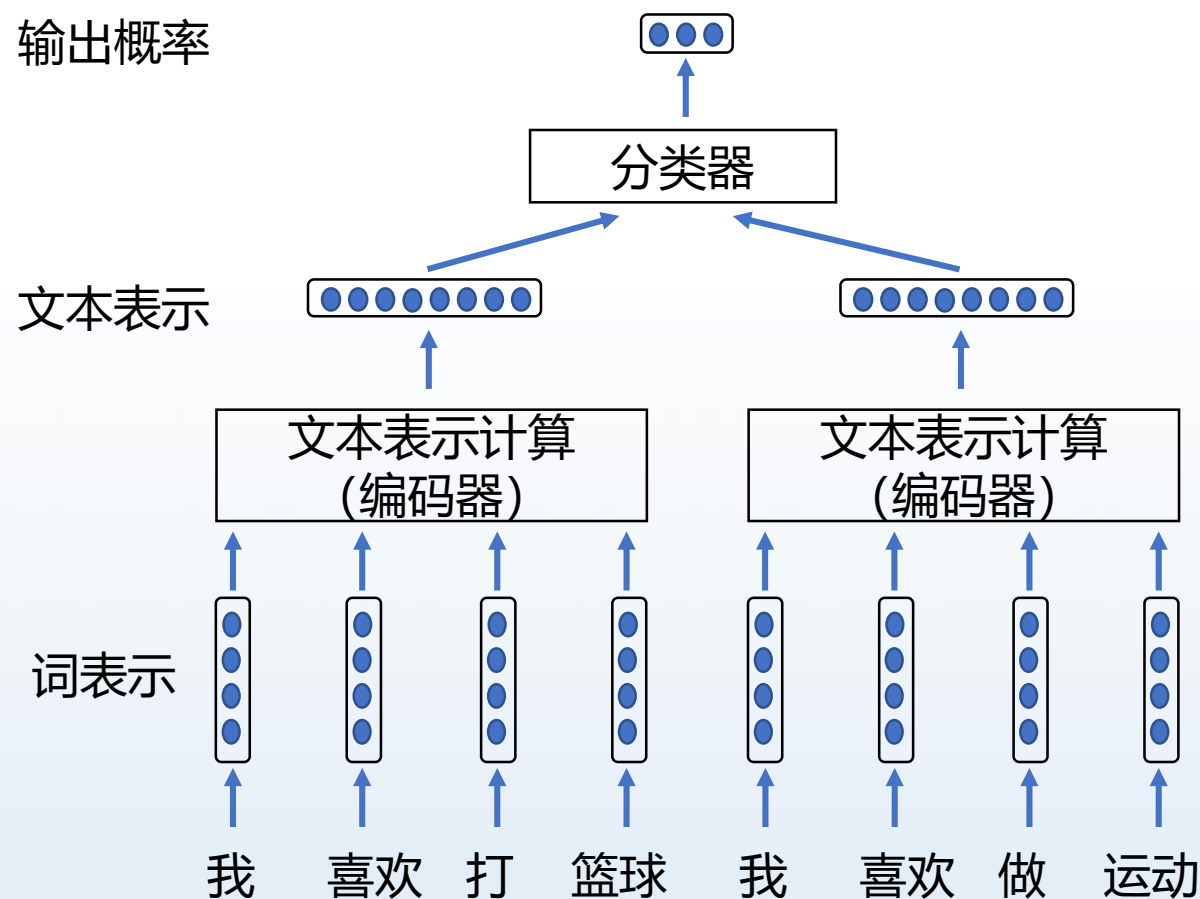 输出概率
分类器
文本表示
文本表示计算
(编码器)
文本表示计算
(编码器)
词表示
我 喜欢 打 篮球 我 喜欢 做 运动